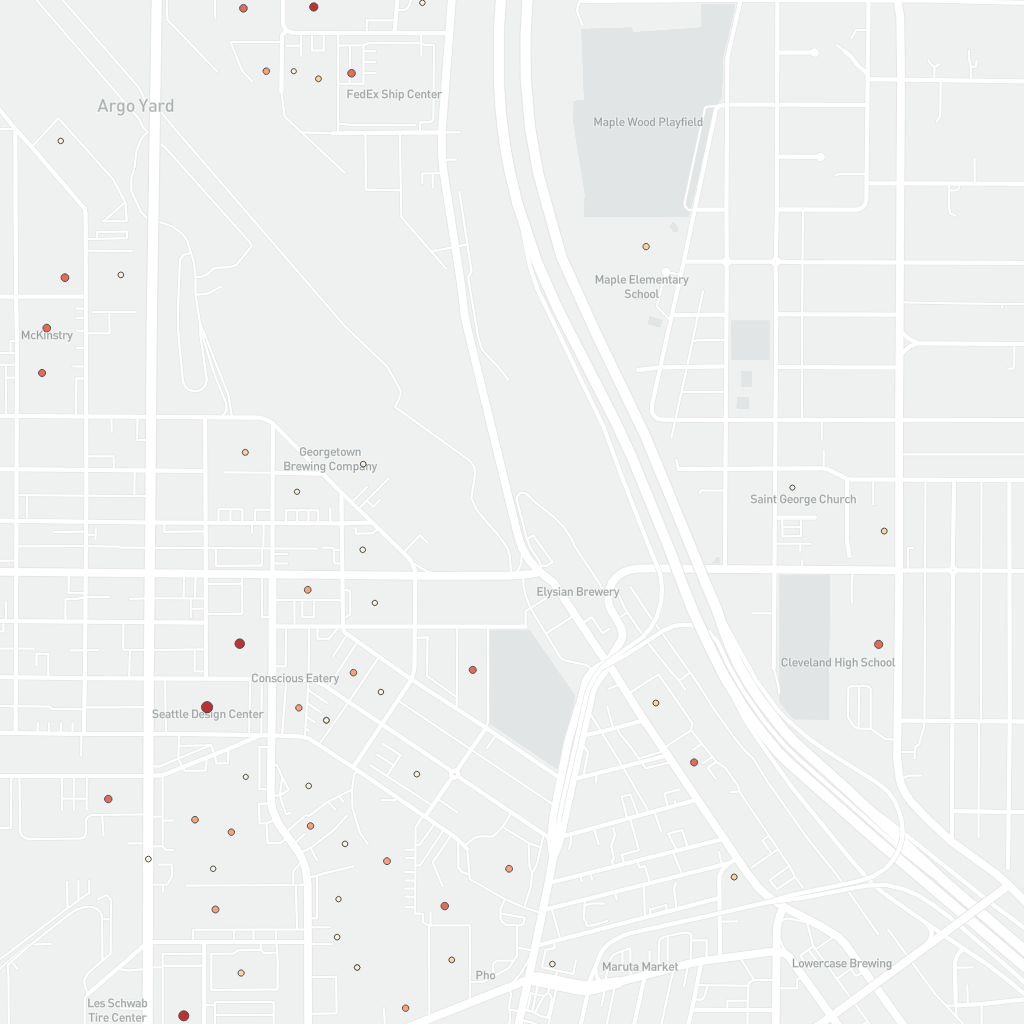 FedEx Ship Center
Argo Yard
Maple Wood Playfield
Maple Elementary
School
McKinstry
Georgetown
Brewing Company
Saint George Church
Elysian Brewery
Cleveland High School
Conscious Eatery
Seattle Design Center
Lowercase Brewing
Maruta Market
Pho
Les Schwab
Tire Center